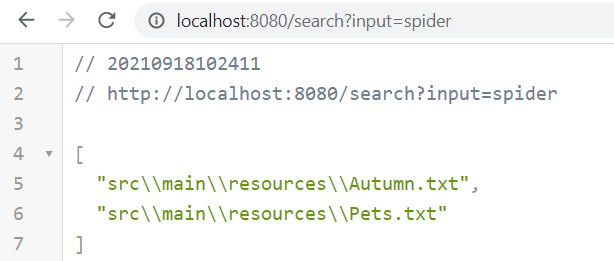 localhost:8080/search?input=spider
1 // 20210918102411
2 // http://localhost:8080/search?input=spider
3
4 [
5 "src\\main\\resources\\Autumn.txt",
6 "src\\main\\resources\\Pets.txt"
7 ]